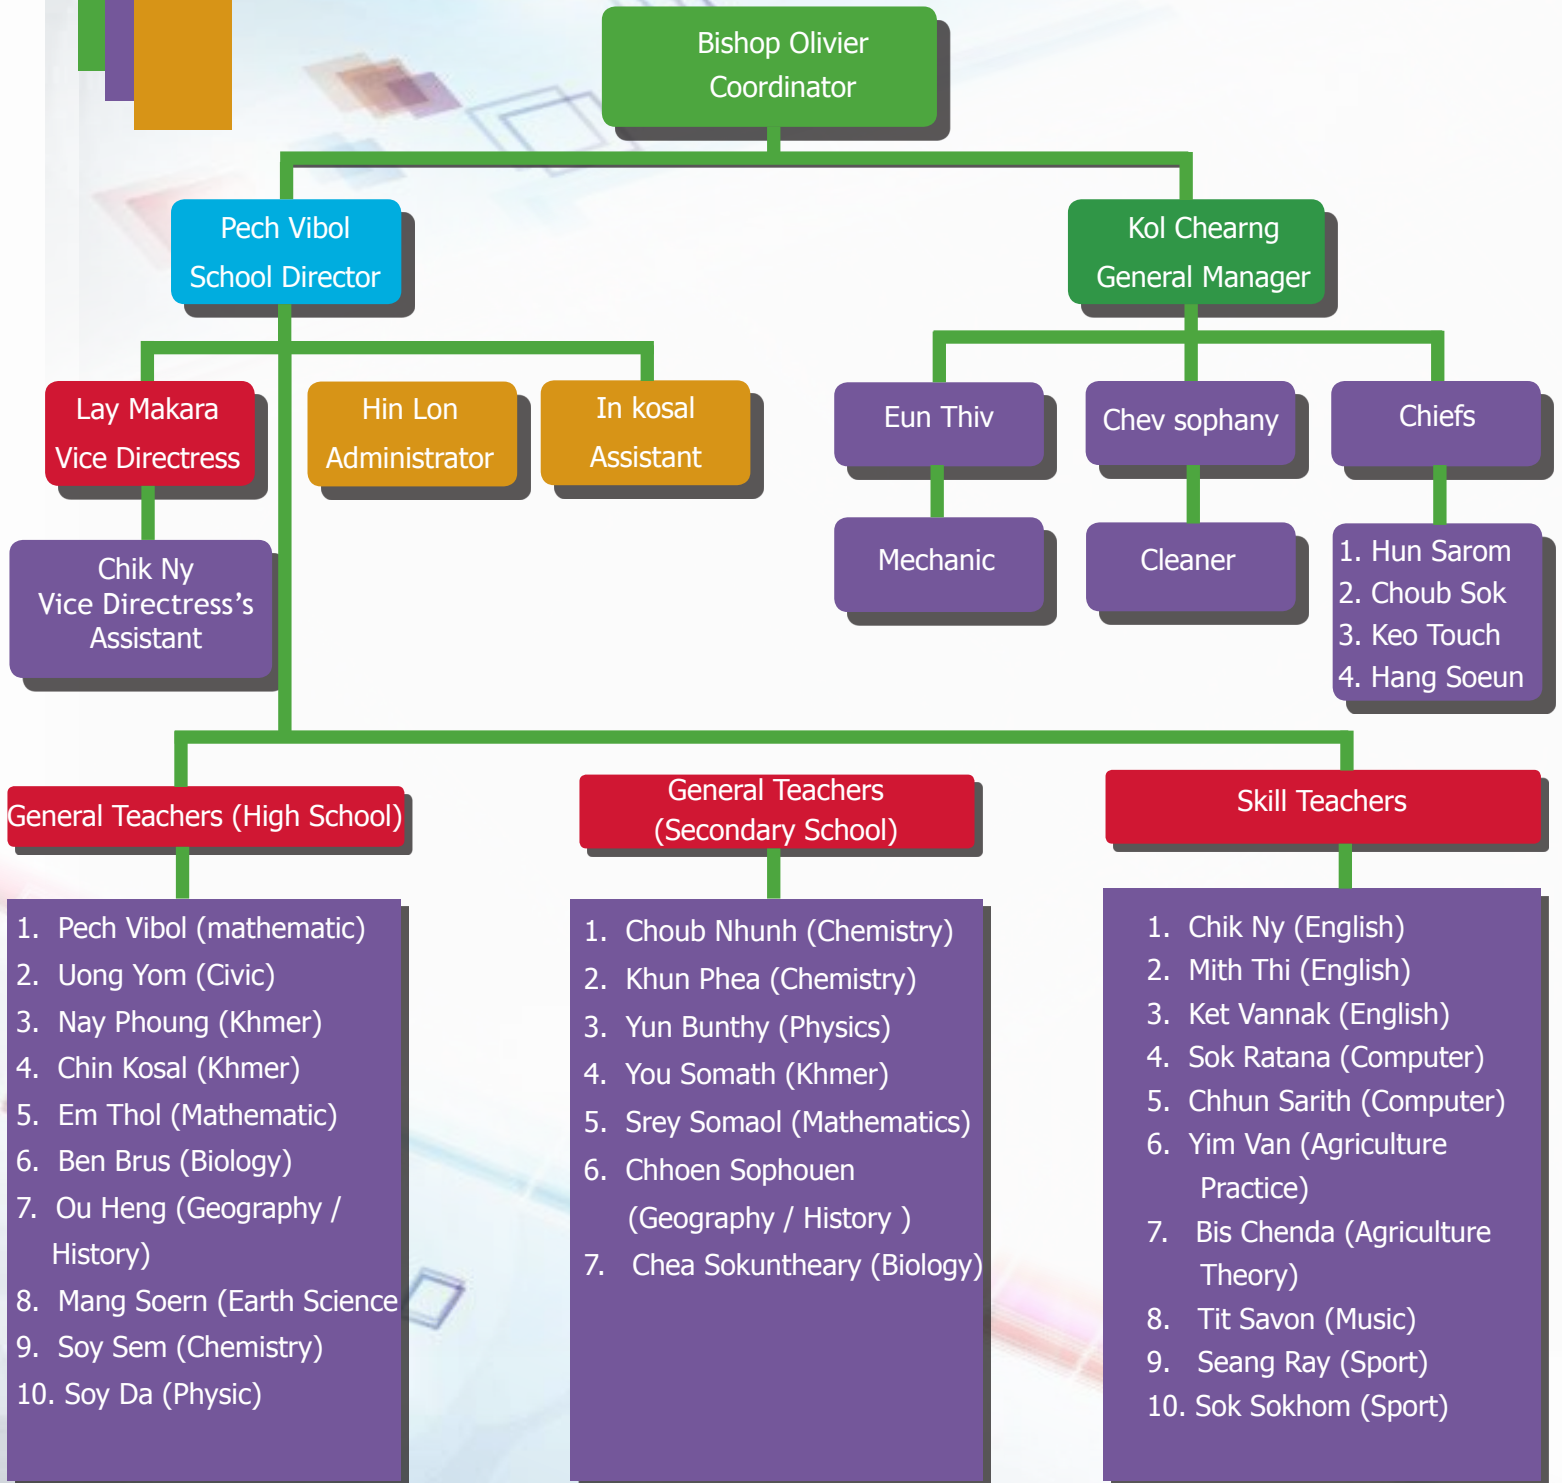 Bishop Olivier
Coordinator
Pech Vibol
School Director
Kol Chearng
General Manager
Lay Makara
Vice Directress
Hin Lon
Administrator
In kosal
Assistant
Eun Thiv
Chev sophany
Chiefs
Chik Ny
Vice Directress’s
Assistant
Mechanic
Cleaner
1. Hun Sarom
2. Choub Sok
3. Keo Touch
4. Hang Soeun
General Teachers (High School)
1. Pech Vibol (mathematic)
2. Uong Yom (Civic)
3. Nay Phoung (Khmer)
4. Chin Kosal (Khmer)
5. Em Thol (Mathematic)
6. Ben Brus (Biology)
7. Ou Heng (Geography /
History)
8. Mang Soern (Earth Science
9. Soy Sem (Chemistry)
10. Soy Da (Physic)
General Teachers
(Secondary School)
1. Choub Nhunh (Chemistry)
2. Khun Phea (Chemistry)
3. Yun Bunthy (Physics)
4. You Somath (Khmer)
5. Srey Somaol (Mathematics)
6. Chhoen Sophouen
(Geography / History )
7. Chea Sokuntheary (Biology)
Skill Teachers
1. Chik Ny (English)
2. Mith Thi (English)
3. Ket Vannak (English)
4. Sok Ratana (Computer)
5. Chhun Sarith (Computer)
6. Yim Van (Agriculture
Practice)
7. Bis Chenda (Agriculture
Theory)
8. Tit Savon (Music)
9. Seang Ray (Sport)
10. Sok Sokhom (Sport)